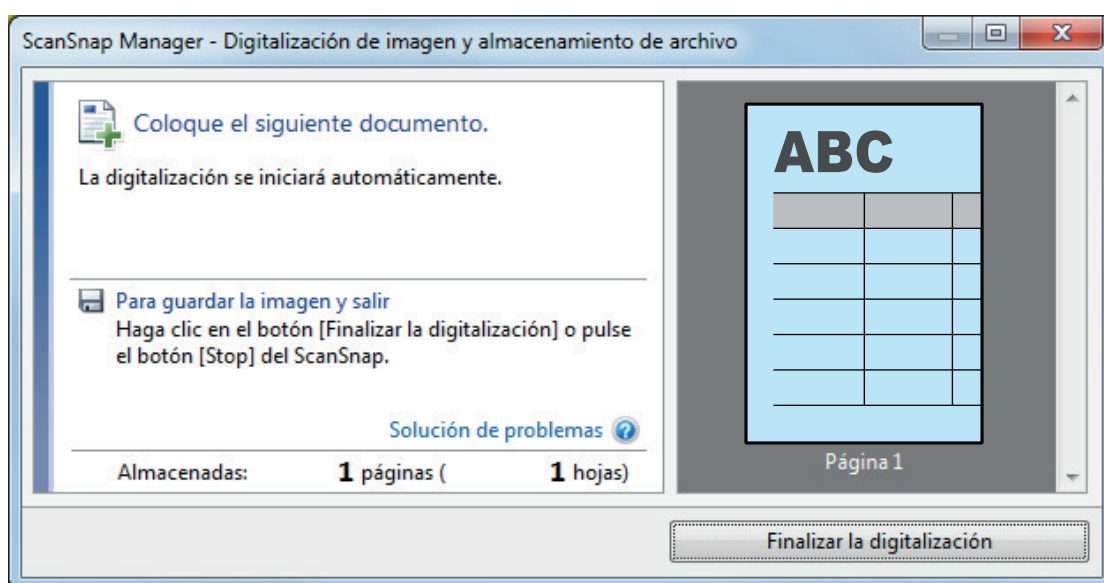 ScanSnap Manager - Digitalización de imagen y almacenamiento de archivo
Coloque el siguiente documento.
La digitalización se iniciará automáticamente.
Para guardar la imagen y salir
Haga clic en el botón [Finalizar la digitalización] o pulse
el botón [Stop] del ScanSnap.
Solución de problemas
Almacenadas: 1 páginas ( 1 hojas)
ABC
Página 1
Finalizar la digitalización